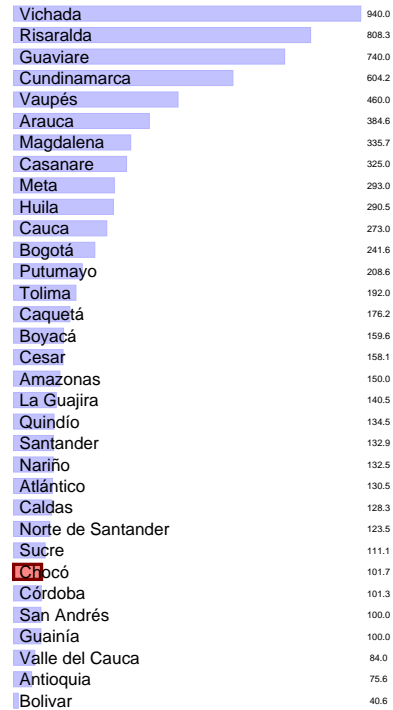 Vichada 940.0
Risaralda 808.3
Guaviare 740.0
Cundinamarca 604.2
Vaupés 460.0
Arauca 384.6
Magdalena 335.7
Casanare 325.0
Meta 293.0
Huila 290.5
Cauca 273.0
Bogotá 241.6
Putumayo 208.6
Tolima 192.0
Caquetá 176.2
Boyacá 159.6
Cesar 158.1
Amazonas 150.0
La Guajira 140.5
Quindío 134.5
Santander 132.9
Nariño 132.5
Atlántico 130.5
Caldas 128.3
Norte de Santander 123.5
Sucre 111.1
Chocó 101.7
Córdoba 101.3
San Andrés 100.0
Guainía 100.0
Valle del Cauca 84.0
Antioquia 75.6
Bolivar 40.6